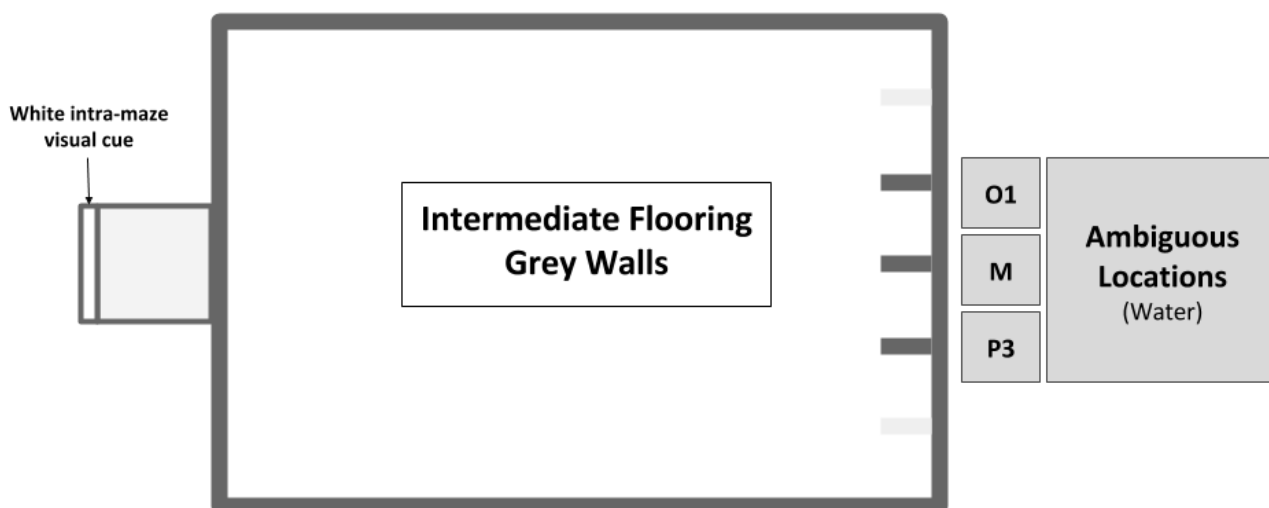 White intra-maze
visual cue
Intermediate Flooring
Grey Walls
O1
M
P3
Ambiguous
Locations
(Water)